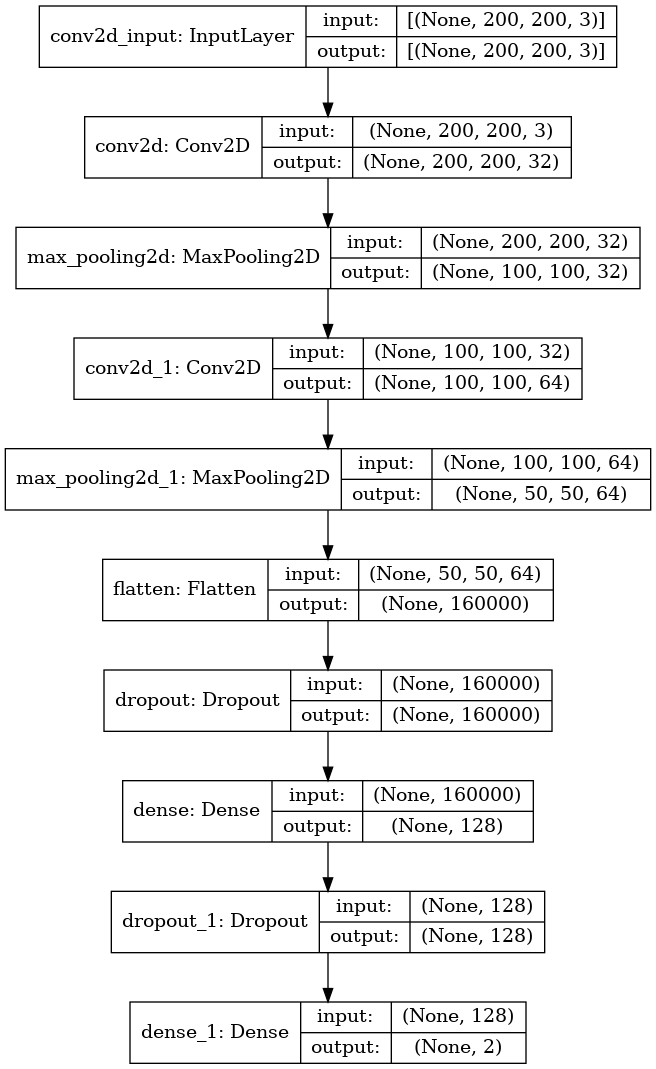 conv2d_input: InputLayer
input: [(None, 200, 200, 3)]
output: [(None, 200, 200, 3)]
conv2d: Conv2D
input: (None, 200, 200, 3)
output: (None, 200, 200, 32)
max_pooling2d: MaxPooling2D
input: (None, 200, 200, 32)
output: (None, 100, 100, 32)
conv2d_1: Conv2D
input: (None, 100, 100, 32)
output: (None, 100, 100, 64)
max_pooling2d_1: MaxPooling2D
input: (None, 100, 100, 64)
output: (None, 50, 50, 64)
flatten: Flatten
input: (None, 50, 50, 64)
output: (None, 160000)
dropout: Dropout
input: (None, 160000)
output: (None, 160000)
dense: Dense
input: (None, 160000)
output: (None, 128)
dropout_1: Dropout
input: (None, 128)
output: (None, 128)
dense_1: Dense
input: (None, 128)
output: (None, 2)